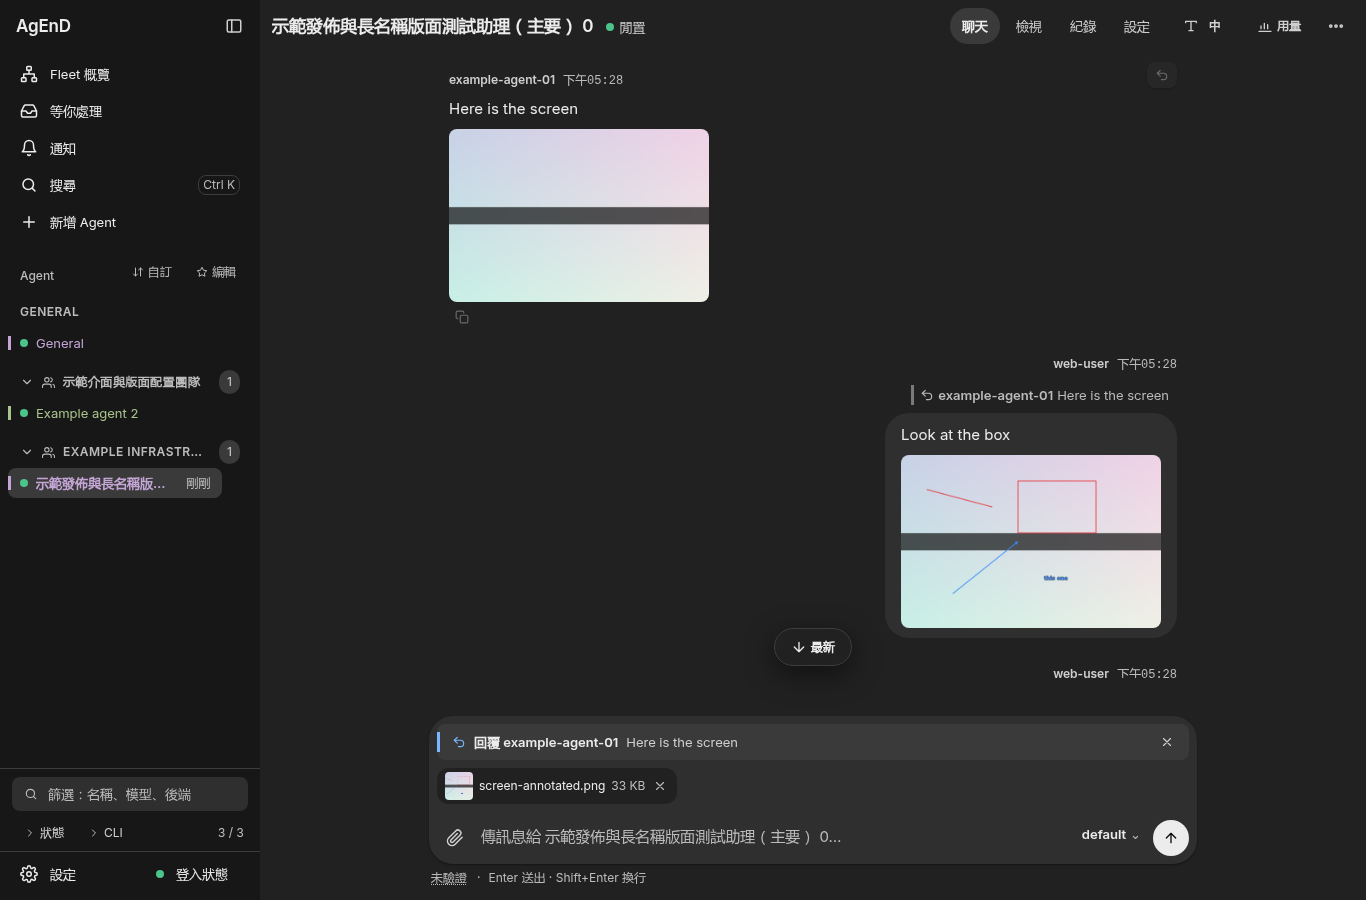 AgEnD
Fleet 概覽
等你處理
通知
搜尋 Ctrl K
新增 Agent
Agent 自訂 編輯
GENERAL
General
示範介面與版面配置團隊 1
Example agent 2
EXAMPLE INFRASTR... 1
示範發佈與長名稱版... 剛剛
篩選：名稱、模型、後端
狀態 CLI 3 / 3
設定 登入狀態
示範發佈與長名稱版面測試助理（主要）0 閒置
聊天 檢視 紀錄 設定 中 用量
example-agent-01 下午05:28
Here is the screen
web-user 下午05:28
example-agent-01 Here is the screen
Look at the box
this one
最新
web-user 下午05:28
回覆 example-agent-01 Here is the screen
screen-annotated.png 33 KB
傳訊息給 示範發佈與長名稱版面測試助理（主要）0...
default
未驗證 · Enter 送出 · Shift+Enter 換行